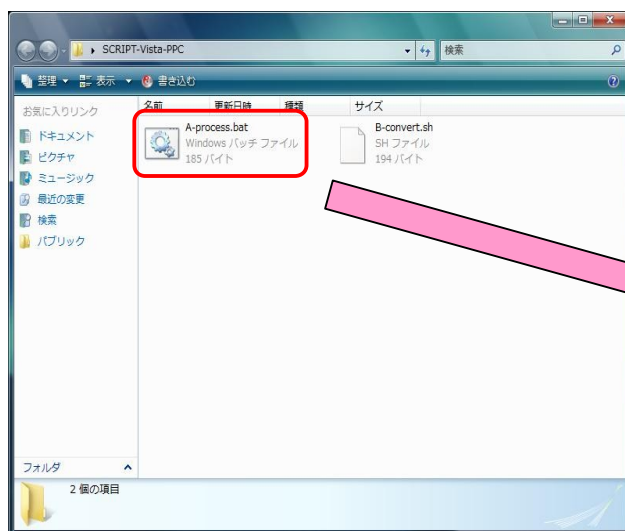 SCRIPT-Vista-PPC
検索
整理 表示 書き込む
お気に入りリンク
ドキュメント
ピクチャ
ミュージック
最近の変更
検索
パブリック
名前 更新日時 種類 サイズ
A-process.bat
Windows バッチ ファイル
185 バイト
B-convert.sh
SH ファイル
194 バイト
フォルダ
2 個の項目